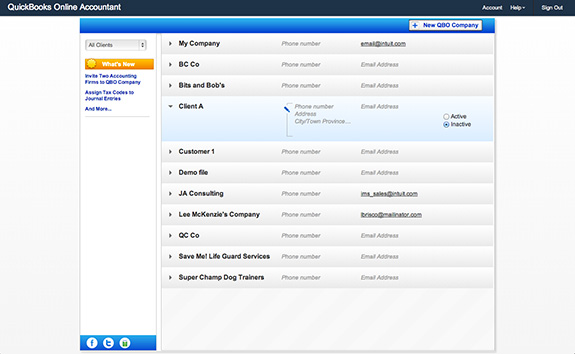 QuickBooks Online Accountant
Account Help Sign Out
+ New QBO Company
All Clients
What's New
Invite Two Accounting
Firms to QBO Company
Assign Tax Codes to
Journal Entries
And More...
My Company Phone number email@intuit.com
BC Co Phone number Email Address
Bits and Bob's Phone number Email Address
Client A Phone number Email Address
Address
City/Town Province...
Active
Inactive
Customer 1 Phone number Email Address
Demo file Phone number Email Address
JA Consulting Phone number ims_sales@intuit.com
Lee McKenzie's Company Phone number lbrisco@mailinator.com
QC Co Phone number Email Address
Save Me! Life Guard Services Phone number Email Address
Super Champ Dog Trainers Phone number Email Address